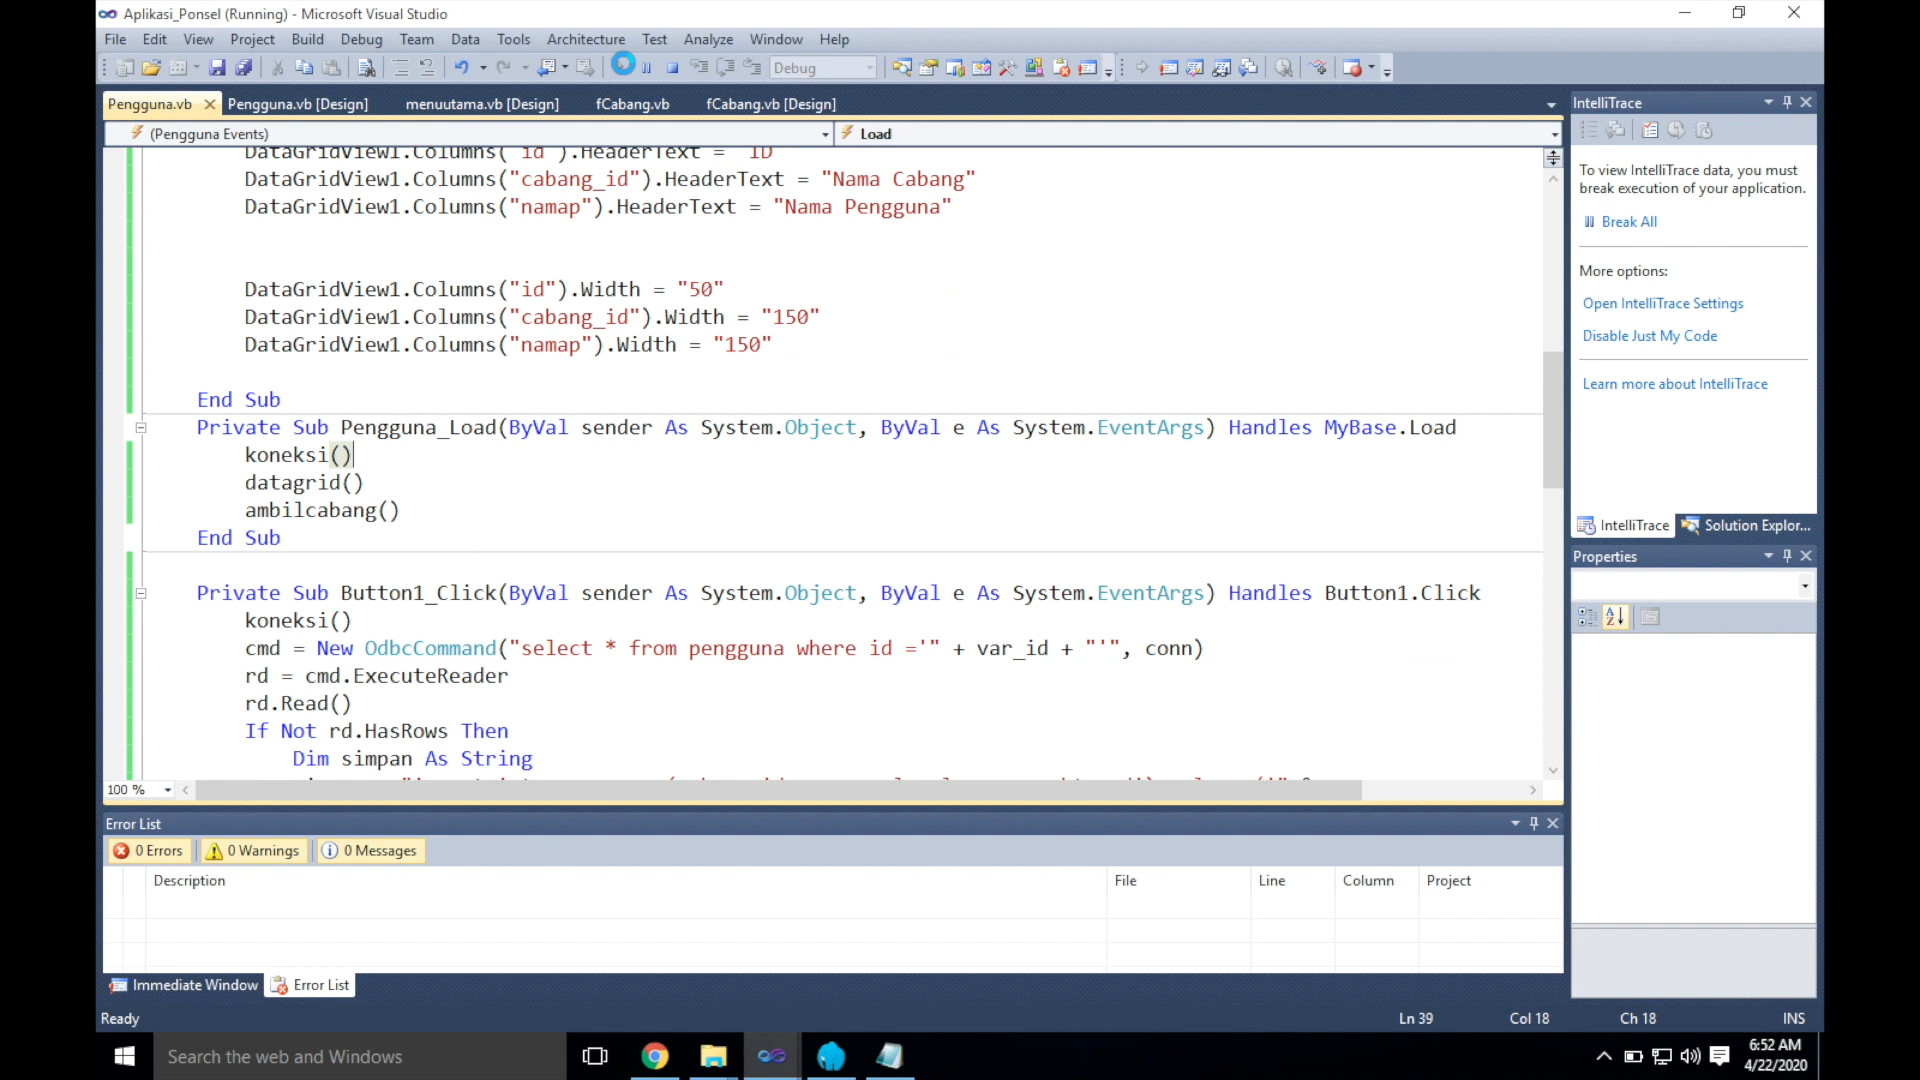 Aplikasi_Ponsel (Running) - Microsoft Visual Studio
File Edit View Project Build Debug Team Data Tools Architecture Test Analyze Window Help
Debug
Pengguna.vb Pengguna.vb [Design] menuutama.vb [Design] fCabang.vb fCabang.vb [Design]
(Pengguna Events) Load
DataGridView1.Columns("id").HeaderText = "ID"
DataGridView1.Columns("cabang_id").HeaderText = "Nama Cabang"
DataGridView1.Columns("namap").HeaderText = "Nama Pengguna"
DataGridView1.Columns("id").Width = "50"
DataGridView1.Columns("cabang_id").Width = "150"
DataGridView1.Columns("namap").Width = "150"
End Sub
Private Sub Pengguna_Load(ByVal sender As System.Object, ByVal e As System.EventArgs) Handles MyBase.Load
koneksi()
datagrid()
ambilcabang()
End Sub
Private Sub Button1_Click(ByVal sender As System.Object, ByVal e As System.EventArgs) Handles Button1.Click
koneksi()
cmd = New OdbcCommand("select * from pengguna where id ='" + var_id + "'", conn)
rd = cmd.ExecuteReader
rd.Read()
If Not rd.HasRows Then
Dim simpan As String
100 %
IntelliTrace
To view IntelliTrace data, you must
break execution of your application.
Break All
More options:
Open IntelliTrace Settings
Disable Just My Code
Learn more about IntelliTrace
IntelliTrace Solution Explor...
Properties
Error List
0 Errors 0 Warnings 0 Messages
Description File Line Column Project
Immediate Window Error List
Ready Ln 39 Col 18 Ch 18 INS
Search the web and Windows
6:52 AM
4/22/2020